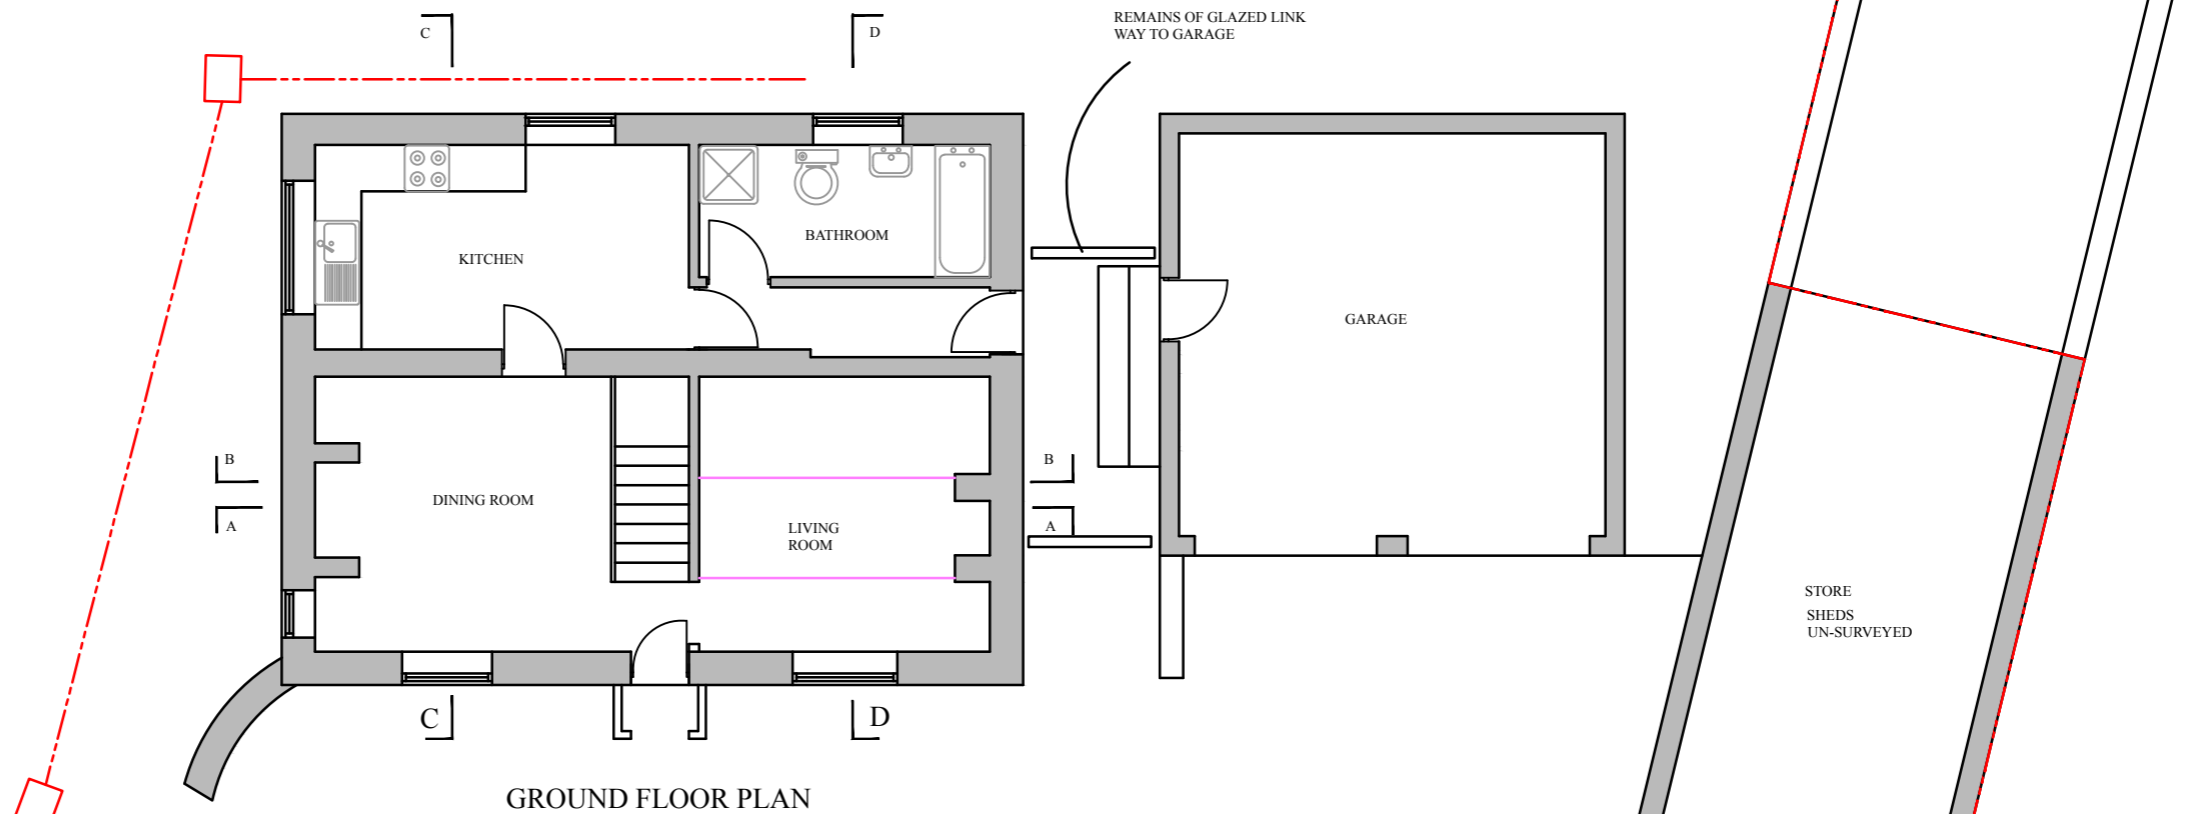 C
D
REMAINS OF GLAZED LINK
WAY TO GARAGE
BATHROOM
KITCHEN
GARAGE
B
B
DINING ROOM
A
A
LIVING
ROOM
STORE
SHEDS
UN-SURVEYED
C
D
GROUND FLOOR PLAN